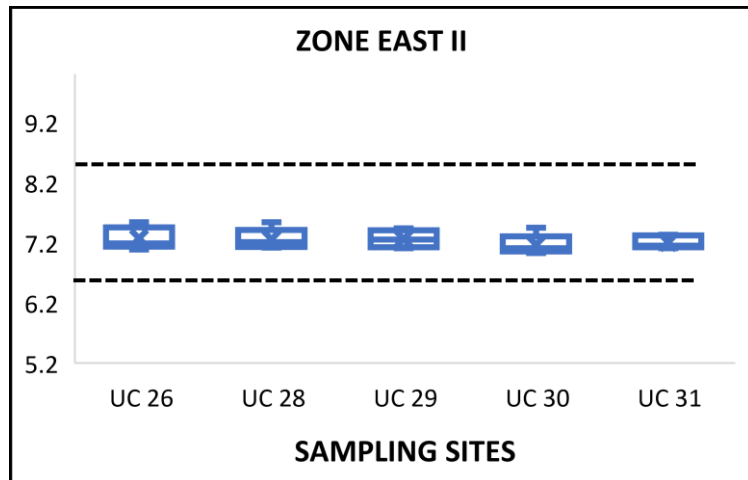 ZONE EAST II
9.2
8.2
7.2
6.2
5.2
UC 26 UC 28 UC 29 UC 30 UC 31
SAMPLING SITES